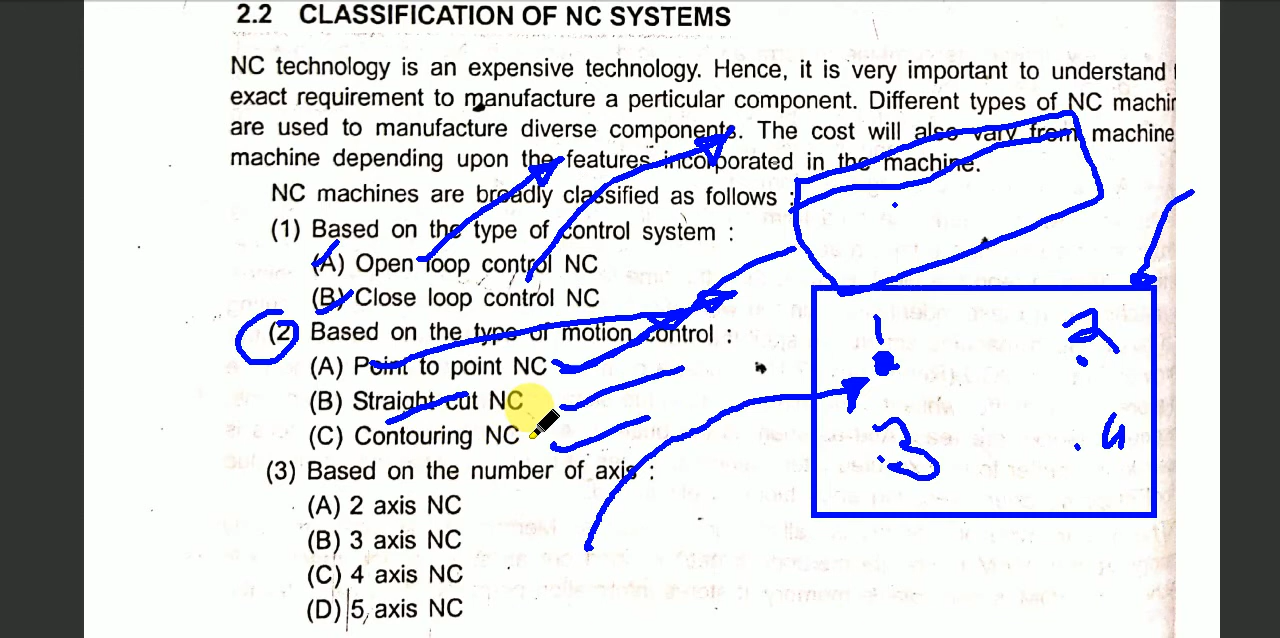 2.2 CLASSIFICATION OF NC SYSTEMS
NC technology is an expensive technology. Hence, it is very important to understand
exact requirement to manufacture a perticular component. Different types of NC machin
are used to manufacture diverse components. The cost will also vary from machine
machine depending upon the features incorporated in the machine.
NC machines are broadly classified as follows :
(1) Based on the type of control system :
(A) Open loop control NC
(B) Close loop control NC
(2) Based on the type of motion control :
(A) Point to point NC
(B) Straight cut NC
(C) Contouring NC
(3) Based on the number of axis :
(A) 2 axis NC
(B) 3 axis NC
(C) 4 axis NC
(D) 5 axis NC
1 2
3 4